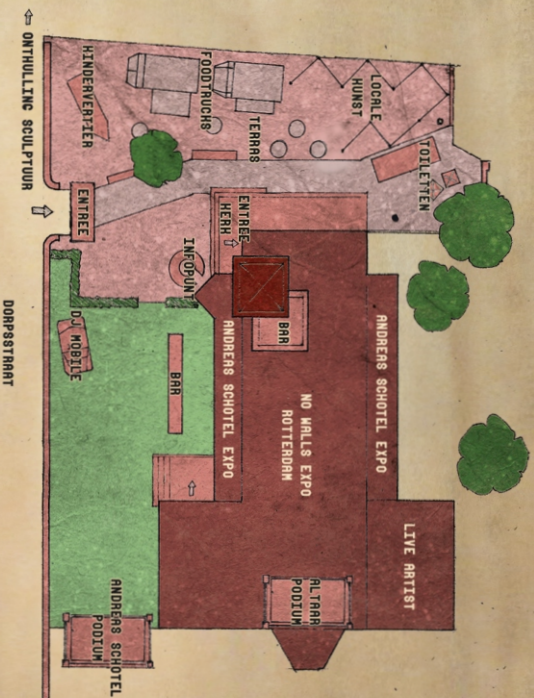 ONTHULLING SCULPTUUR
DORPSSTRAAT
KINDERVERTIER
FOODTRUCKS
TERRAS
LOCALE
KUNST
TOILETTEN
ENTREE
ENTREE
KERK
INFOPUN
DJ MOBILE
BAR
BAR
ANDREAS SCHOTEL EXPO
NO WALLS EXPO
ROTTERDAM
ANDREAS SCHOTEL EXPO
LIVE ARTIST
ALTAAR
PODIUM
ANDREAS SCHOTEL
PODIUM